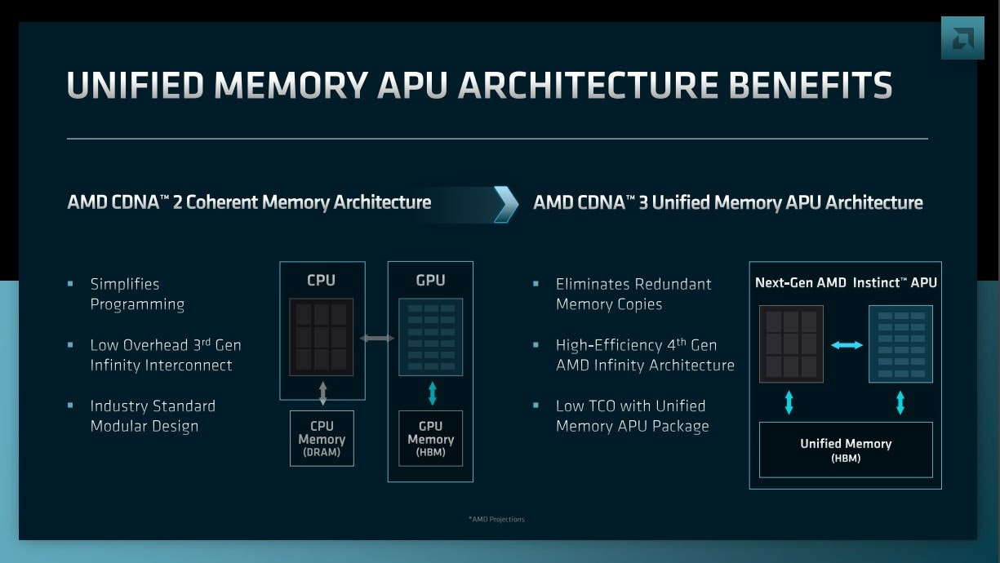 UNIFIED MEMORY APU ARCHITECTURE BENEFITS
AMD CDNA™ 2 Coherent Memory Architecture
Simplifies
Programming
Low Overhead 3rd Gen
Infinity Interconnect
Industry Standard
Modular Design
CPU
GPU
CPU
Memory
(DRAM)
GPU
Memory
(HBM)
AMD CDNA™ 3 Unified Memory APU Architecture
Eliminates Redundant
Memory Copies
High-Efficiency 4th Gen
AMD Infinity Architecture
Low TCO with Unified
Memory APU Package
Next-Gen AMD Instinct™ APU
Unified Memory
(HBM)
*AMD Projections